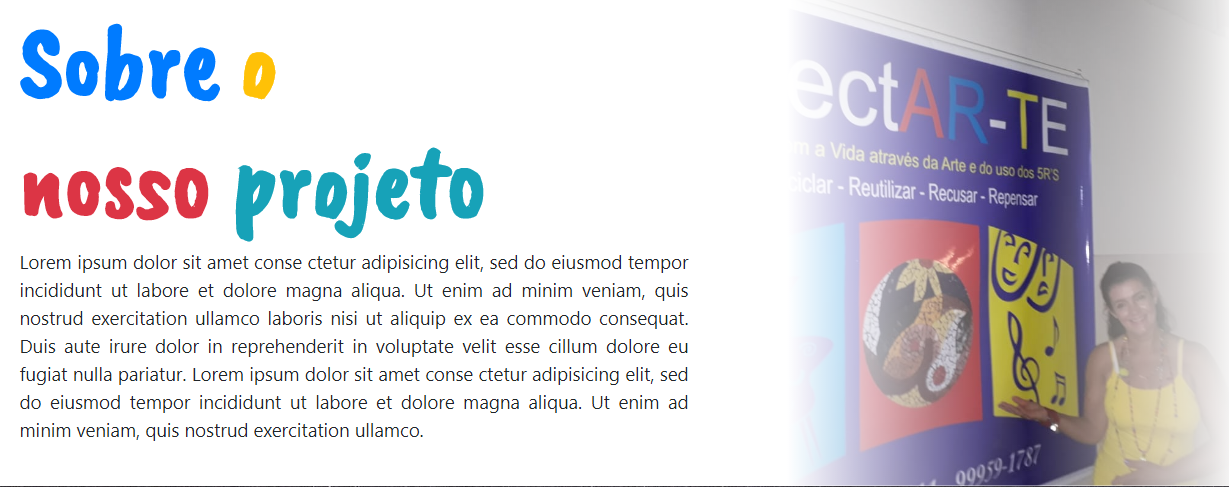 Sobre o
nosso projeto
Lorem ipsum dolor sit amet conse ctetur adipisicing elit, sed do eiusmod tempor
incididunt ut labore et dolore magna aliqua. Ut enim ad minim veniam, quis
nostrud exercitation ullamco laboris nisi ut aliquip ex ea commodo consequat.
Duis aute irure dolor in reprehenderit in voluptate velit esse cillum dolore eu
fugiat nulla pariatur. Lorem ipsum dolor sit amet conse ctetur adipisicing elit, sed
do eiusmod tempor incididunt ut labore et dolore magna aliqua. Ut enim ad
minim veniam, quis nostrud exercitation ullamco.
ectAR-TE
m a Vida através da Arte e do uso dos 5R'S
iclar - Reutilizar - Recusar - Repensar
99959-1787